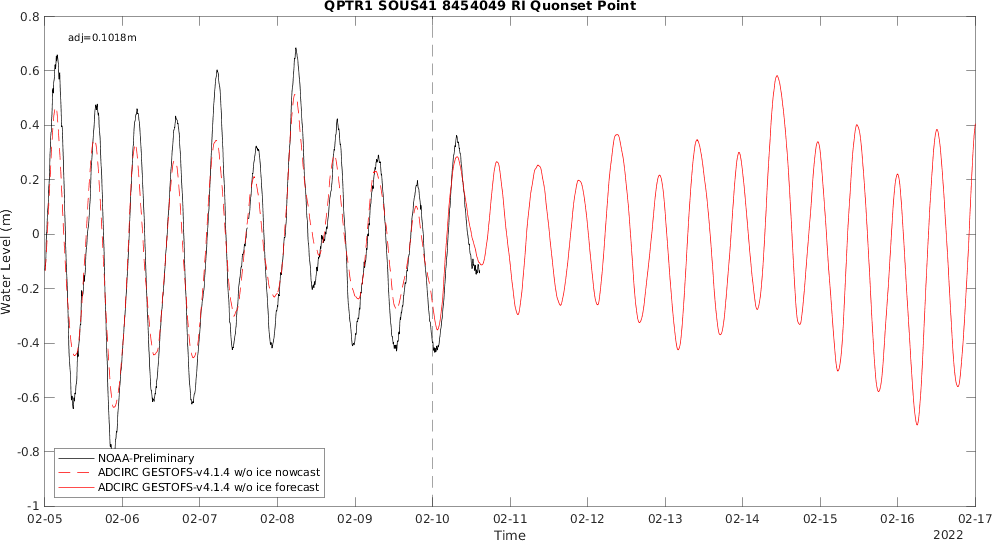 QPTR1 SOUS41 8454049 RI Quonset Point
adj=0.1018m
0.8
0.6
0.4
0.2
0
-0.2
-0.4
-0.6
-0.8
-1
Water Level (m)
NOAA-Preliminary
ADCIRC GESTOFS-v4.1.4 w/o ice nowcast
ADCIRC GESTOFS-v4.1.4 w/o ice forecast
02-05 02-06 02-07 02-08 02-09 02-10 02-11 02-12 02-13 02-14 02-15 02-16 02-17
Time
2022